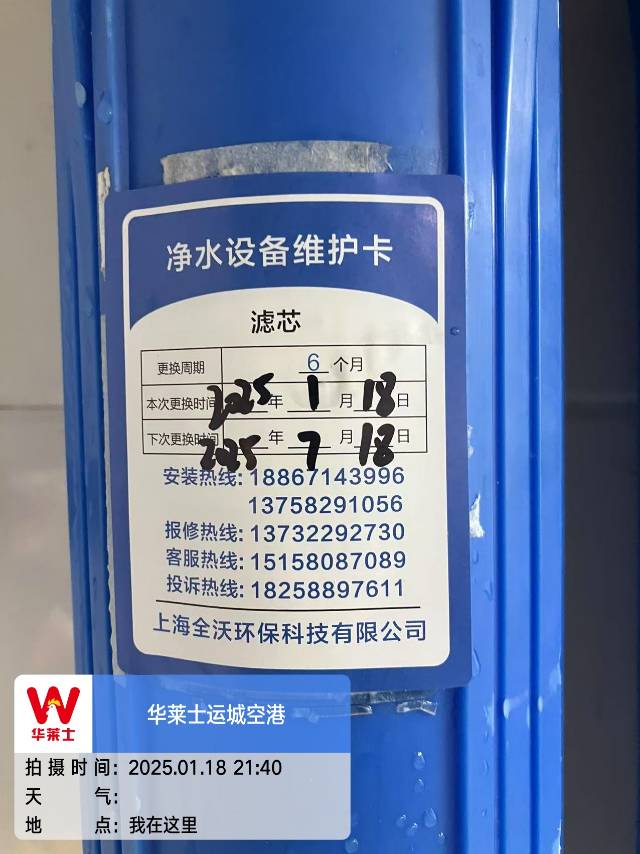 净水设备维护卡
滤芯
更换周期 6 个月
本次更换时间 2025 年 1 月 18 日
下次更换时间 2025 年 7 月 18 日
安装热线: 18867143996
13758291056
报修热线: 13732292730
客服热线: 15158087089
投诉热线: 18258897611
上海全沃环保科技有限公司
华莱士
华莱士运城空港
拍摄时间: 2025.01.18 21:40
天气:
地点: 我在这里